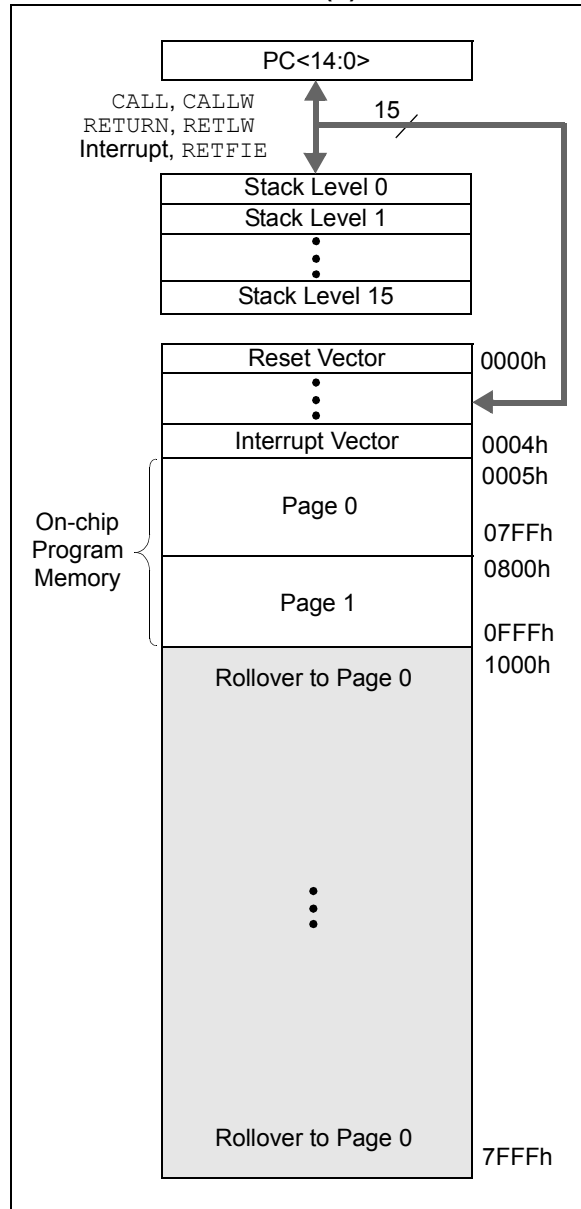 PC<14:0>
CALL, CALLW
RETURN, RETLW
Interrupt, RETFIE
15
Stack Level 0
Stack Level 1
Stack Level 15
Reset Vector
0000h
Interrupt Vector
0004h
0005h
On-chip
Program
Memory
Page 0
07FFh
0800h
Page 1
0FFFh
1000h
Rollover to Page 0
Rollover to Page 0
7FFFh